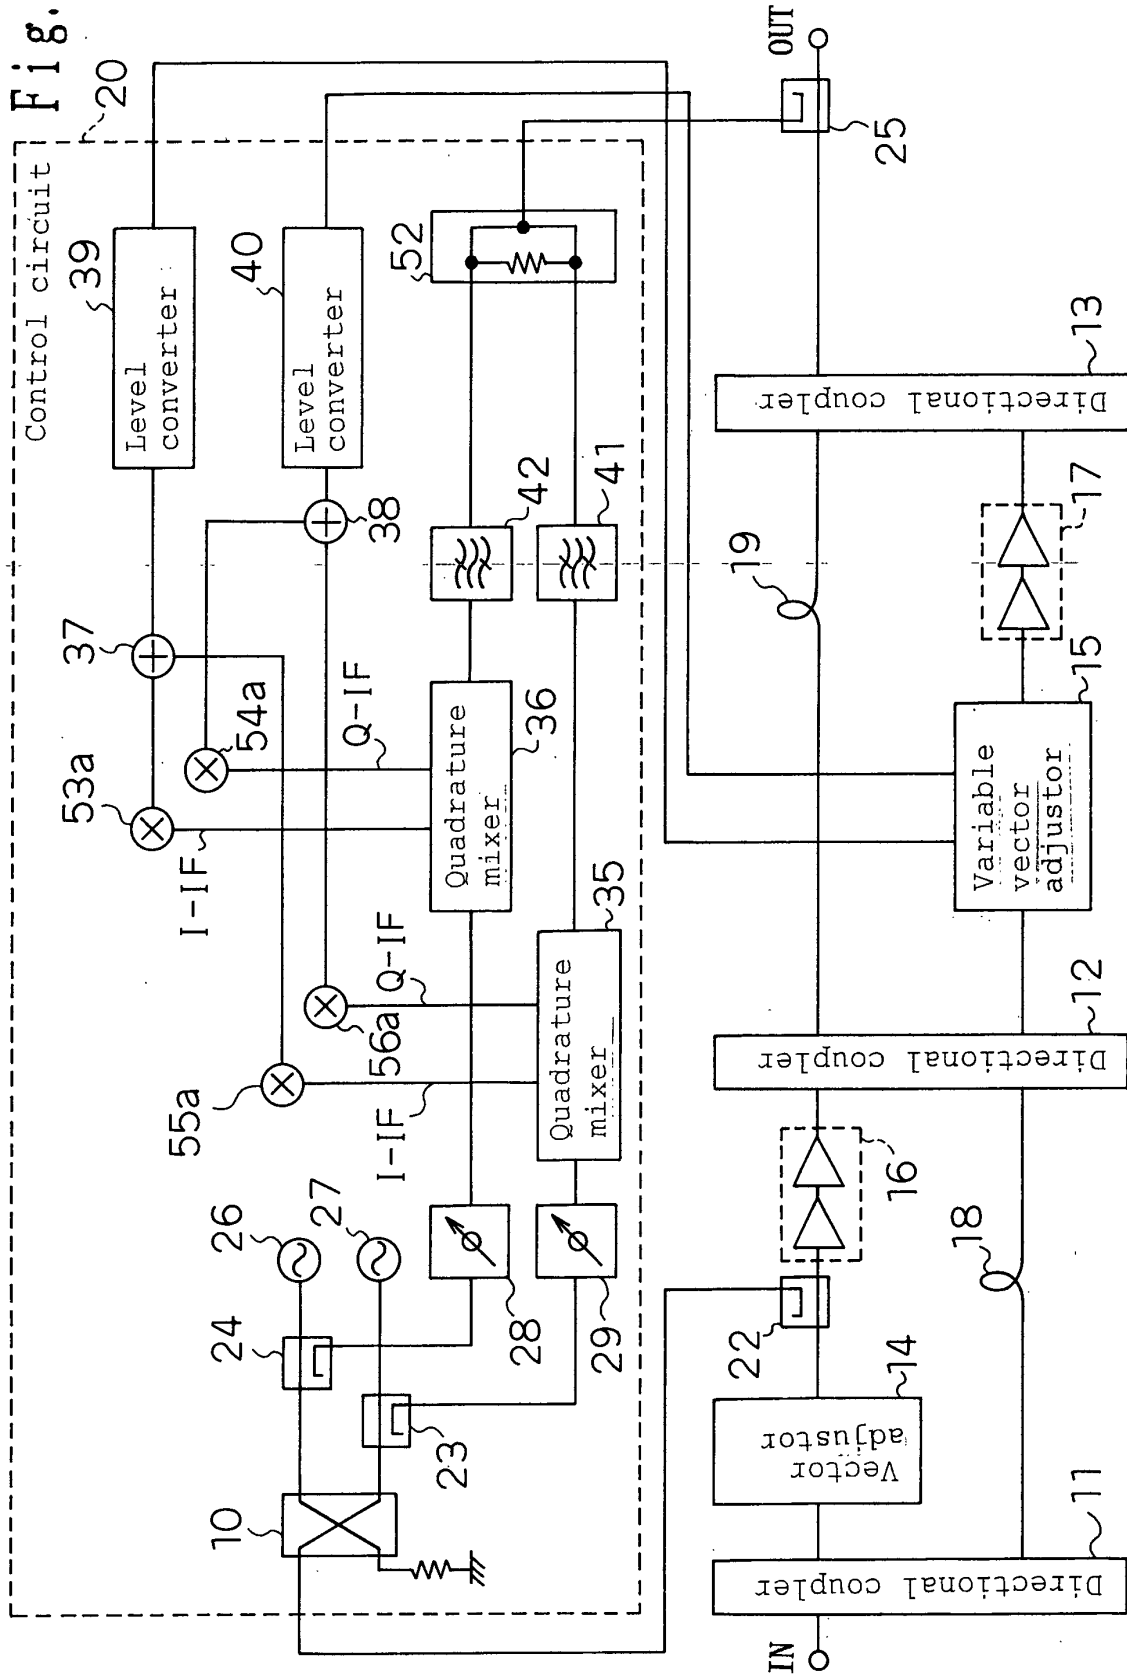 Fig.
Control circuit
20
39
Level
converter
40
Level
converter
52
OUT
25
37
38
42
41
53a
54a
I-IF
Q-IF
Quadrature
mixer
36
55a
56a
I-IF
Q-IF
Quadrature
mixer
35
26
27
24
23
28
29
10
19
17
13
Directional coupler
15
Variable
vector
adjustor
12
Directional coupler
16
18
22
14
Vector
adjustor
11
Directional coupler
IN